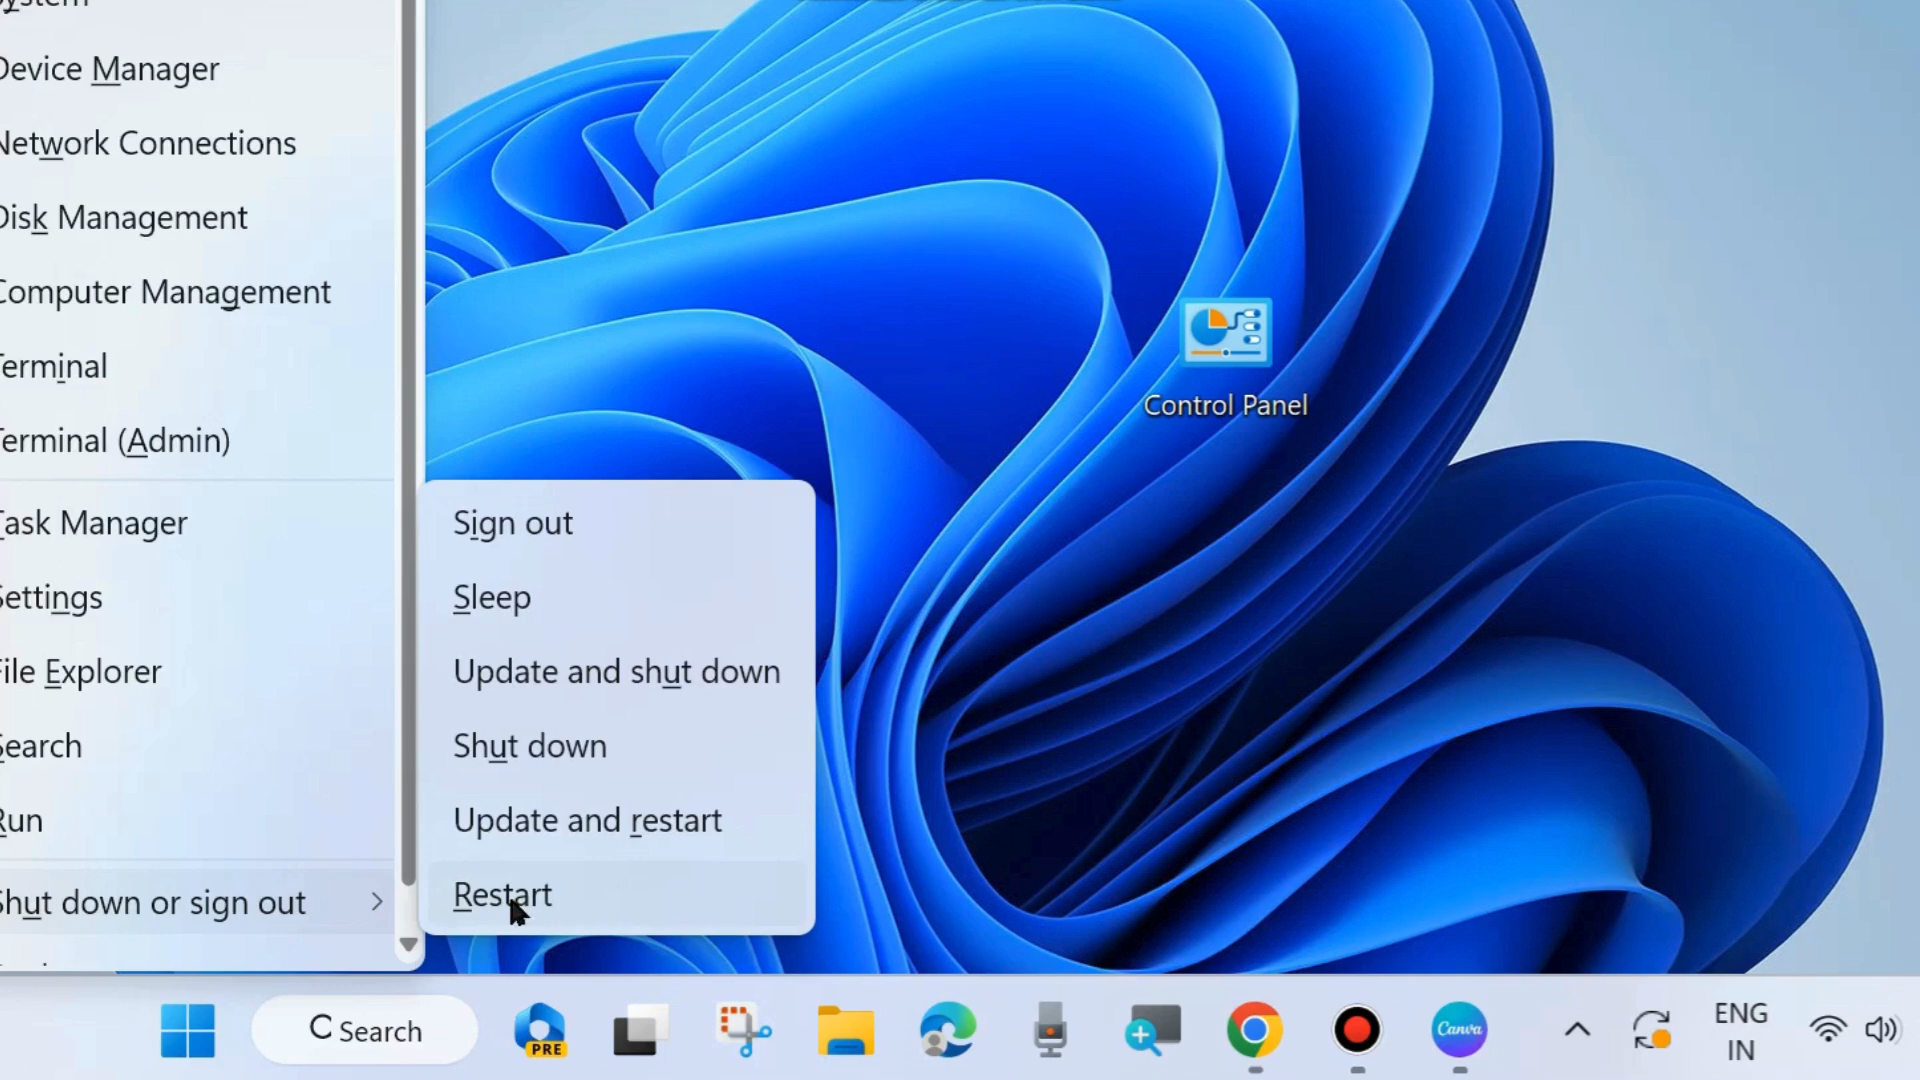 System
Device Manager
Network Connections
Disk Management
Computer Management
Terminal
Terminal (Admin)
Task Manager
Settings
File Explorer
Search
Run
Shut down or sign out
Sign out
Sleep
Update and shut down
Shut down
Update and restart
Restart
Control Panel
Search
PRE
Canva
ENG
IN